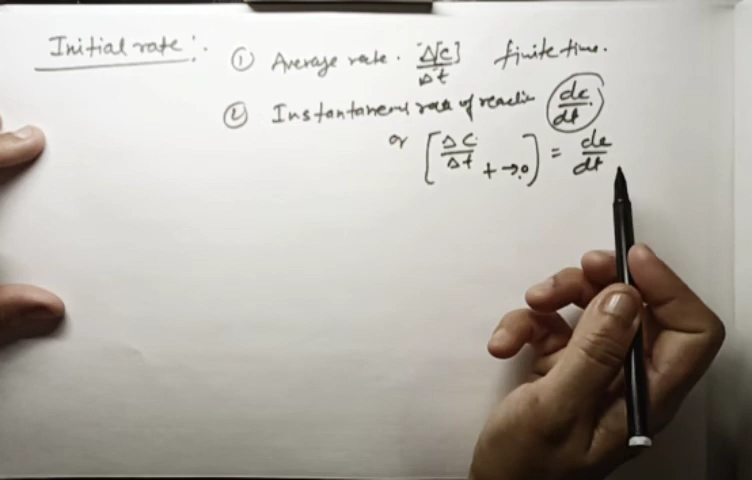 Initial rate :.
① Average rate. Δ[C]/Δt finite time.
② Instantaneous rate of reaction dc/dt
or [ΔC/Δt t→0] = dc/dt